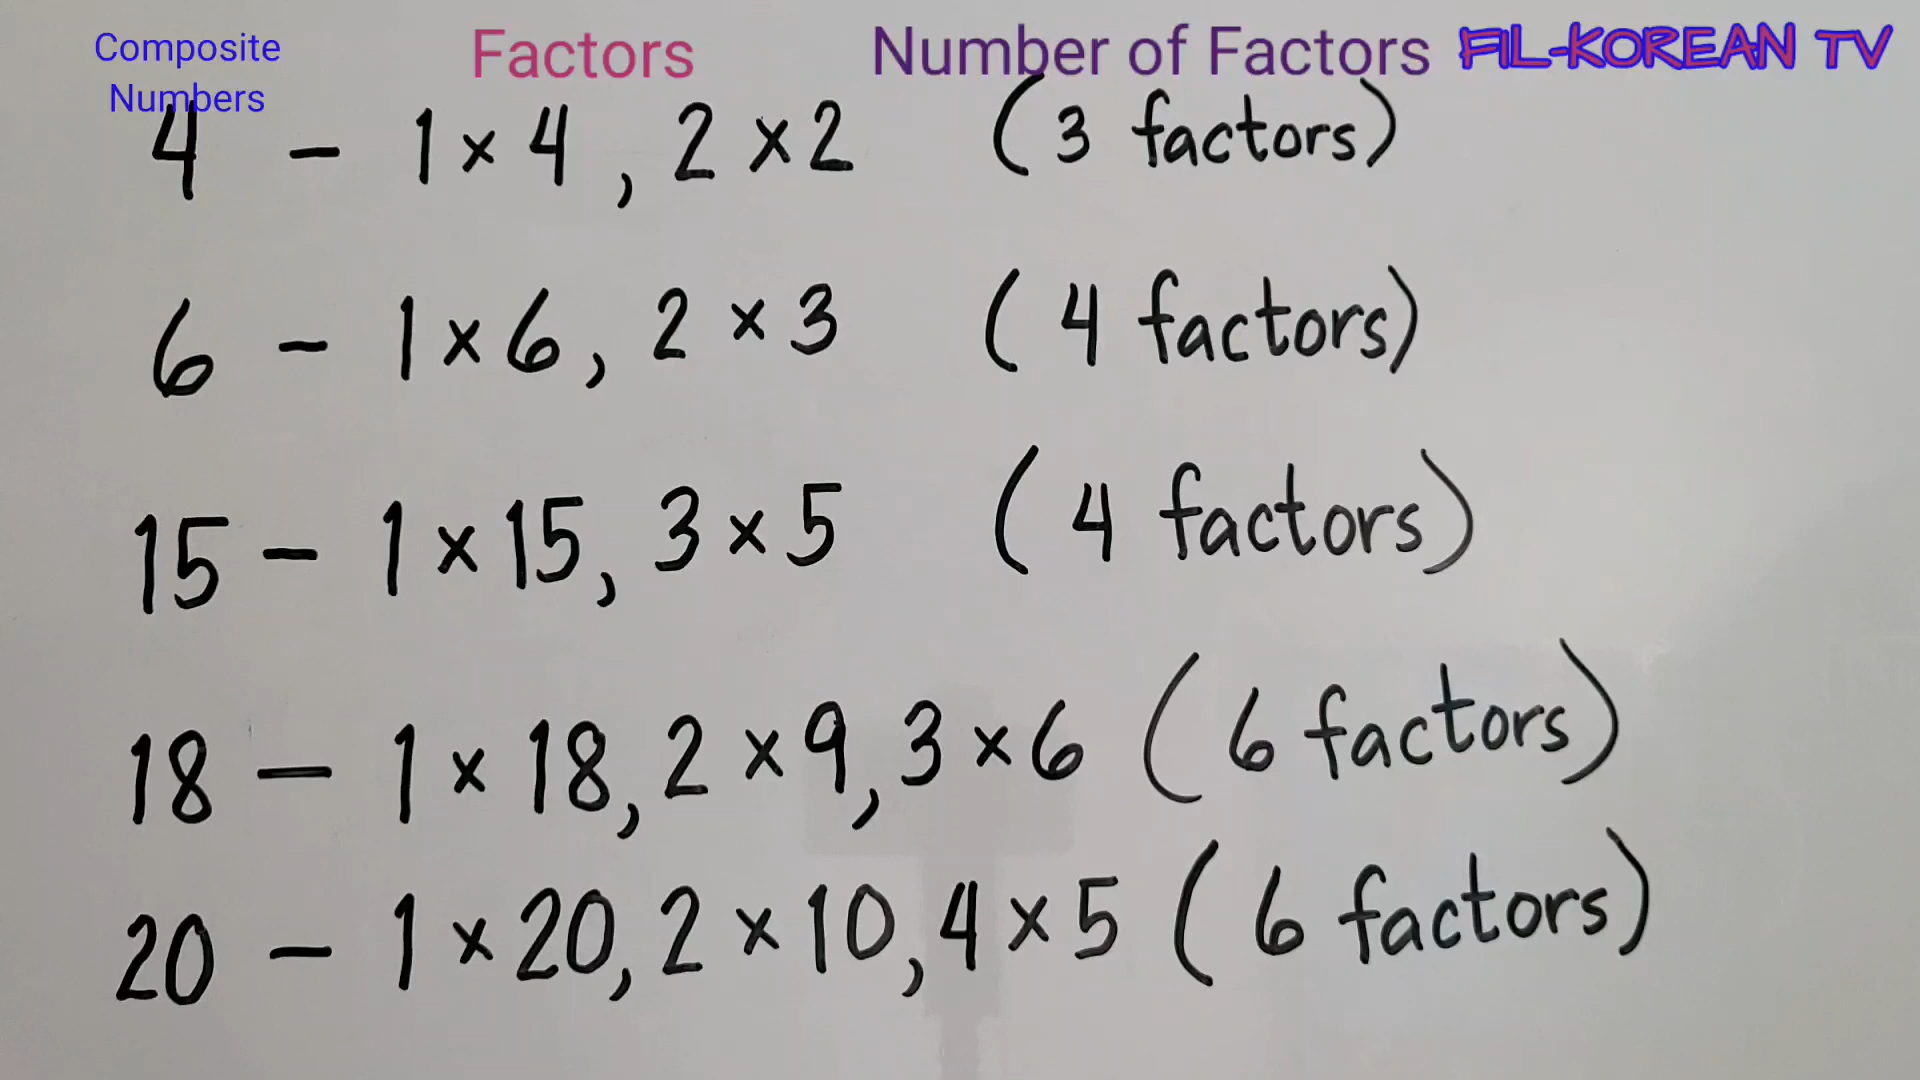 Composite Numbers Factors Number of Factors FIL-KOREAN TV
4 - 1 x 4, 2 x 2 (3 factors)
6 - 1 x 6, 2 x 3 (4 factors)
15 - 1 x 15, 3 x 5 (4 factors)
18 - 1 x 18, 2 x 9, 3 x 6 (6 factors)
20 - 1 x 20, 2 x 10, 4 x 5 (6 factors)